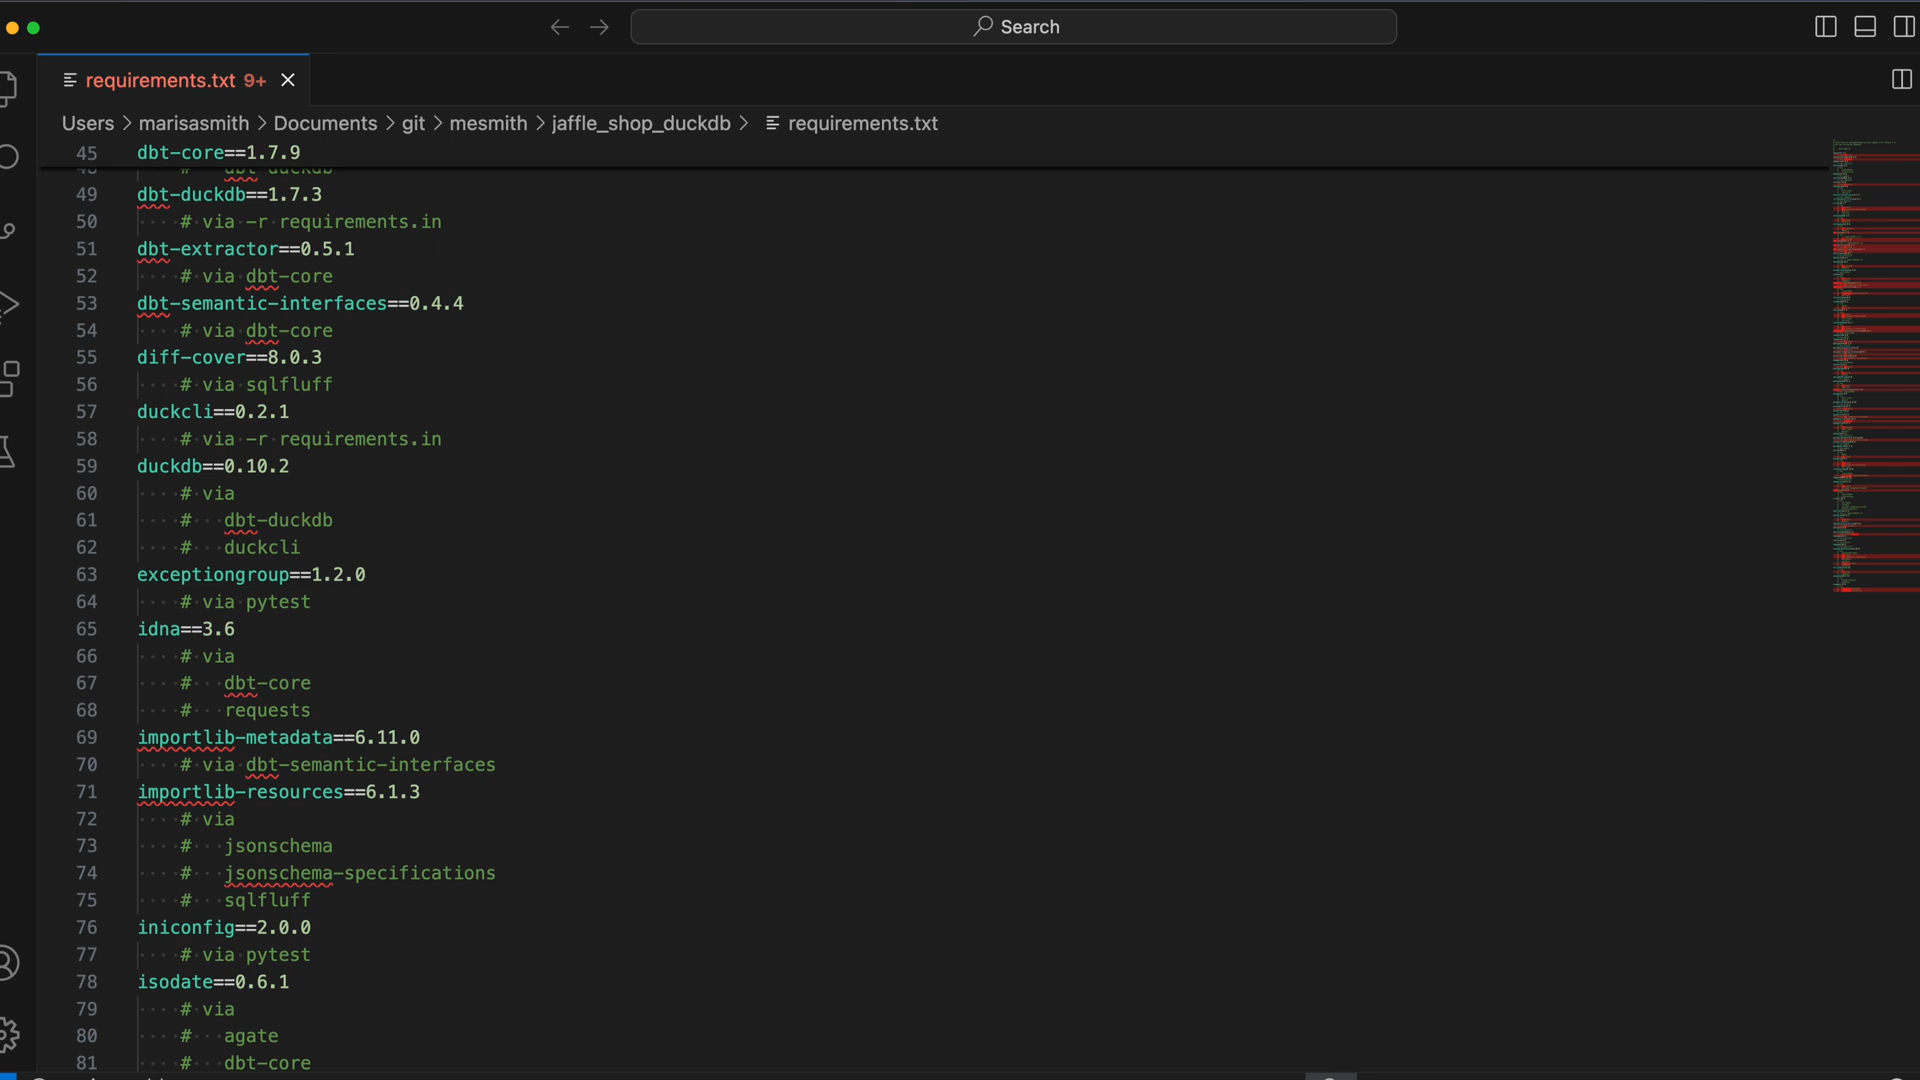 Search
requirements.txt 9+
Users > marisasmith > Documents > git > mesmith > jaffle_shop_duckdb > requirements.txt
45 dbt-core==1.7.9
48 # dbt-duckdb
49 dbt-duckdb==1.7.3
50 # via -r requirements.in
51 dbt-extractor==0.5.1
52 # via dbt-core
53 dbt-semantic-interfaces==0.4.4
54 # via dbt-core
55 diff-cover==8.0.3
56 # via sqlfluff
57 duckcli==0.2.1
58 # via -r requirements.in
59 duckdb==0.10.2
60 # via
61 # dbt-duckdb
62 # duckcli
63 exceptiongroup==1.2.0
64 # via pytest
65 idna==3.6
66 # via
67 # dbt-core
68 # requests
69 importlib-metadata==6.11.0
70 # via dbt-semantic-interfaces
71 importlib-resources==6.1.3
72 # via
73 # jsonschema
74 # jsonschema-specifications
75 # sqlfluff
76 iniconfig==2.0.0
77 # via pytest
78 isodate==0.6.1
79 # via
80 # agate
81 # dbt-core